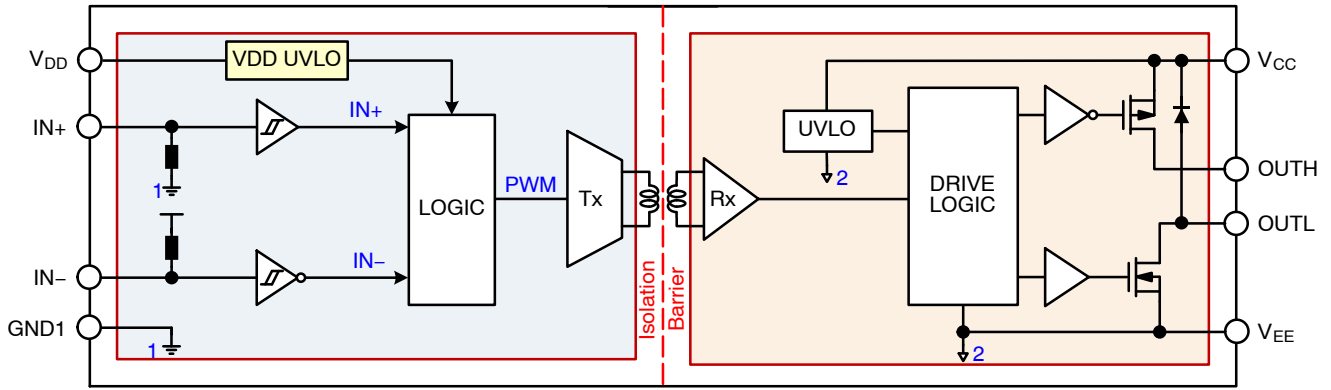 VDD
VDD UVLO
VCC
IN+
IN+
UVLO
2
1
OUTH
PWM
Tx
Rx
LOGIC
DRIVE
LOGIC
OUTL
IN−
IN−
Isolation
Barrier
GND1
1
2
VEE